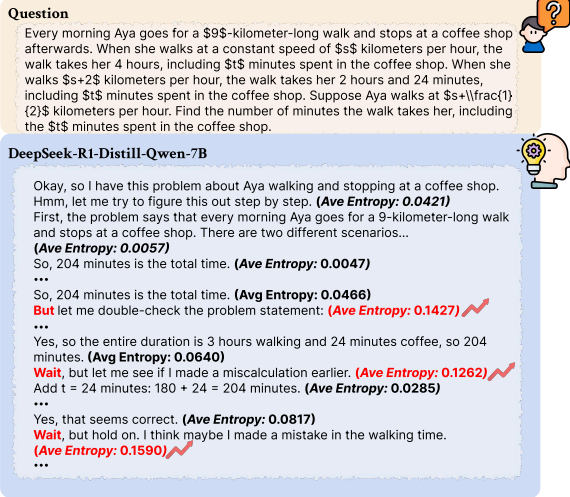 Question
Every morning Aya goes for a $9$-kilometer-long walk and stops at a coffee shop
afterwards. When she walks at a constant speed of $s$ kilometers per hour, the
walk takes her 4 hours, including $t$ minutes spent in the coffee shop. When she
walks $s+2$ kilometers per hour, the walk takes her 2 hours and 24 minutes,
including $t$ minutes spent in the coffee shop. Suppose Aya walks at $s+\\frac{1}
{2}$ kilometers per hour. Find the number of minutes the walk takes her, including
the $t$ minutes spent in the coffee shop.
?
DeepSeek-R1-Distill-Qwen-7B
Okay, so I have this problem about Aya walking and stopping at a coffee shop.
Hmm, let me try to figure this out step by step. (Ave Entropy: 0.0421)
First, the problem says that every morning Aya goes for a 9-kilometer-long walk
and stops at a coffee shop. There are two different scenarios...
(Ave Entropy: 0.0057)
So, 204 minutes is the total time. (Ave Entropy: 0.0047)
•••
So, 204 minutes is the total time. (Avg Entropy: 0.0466)
But let me double-check the problem statement: (Ave Entropy: 0.1427)
•••
Yes, so the entire duration is 3 hours walking and 24 minutes coffee, so 204
minutes. (Avg Entropy: 0.0640)
Wait, but let me see if I made a miscalculation earlier. (Ave Entropy: 0.1262)
Add t = 24 minutes: 180 + 24 = 204 minutes. (Ave Entropy: 0.0285)
•••
Yes, that seems correct. (Ave Entropy: 0.0817)
Wait, but hold on. I think maybe I made a mistake in the walking time.
(Ave Entropy: 0.1590)
•••